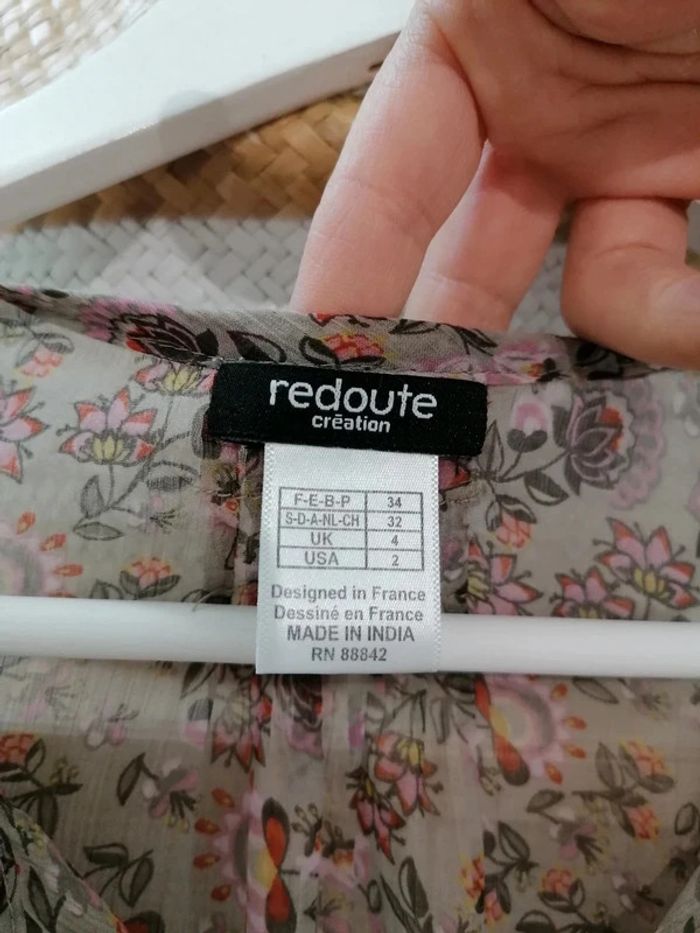 redoute
création
F-E-B-P 34
S-D-A-NL-CH 32
UK 4
USA 2
Designed in France
Dessiné en France
MADE IN INDIA
RN 88842